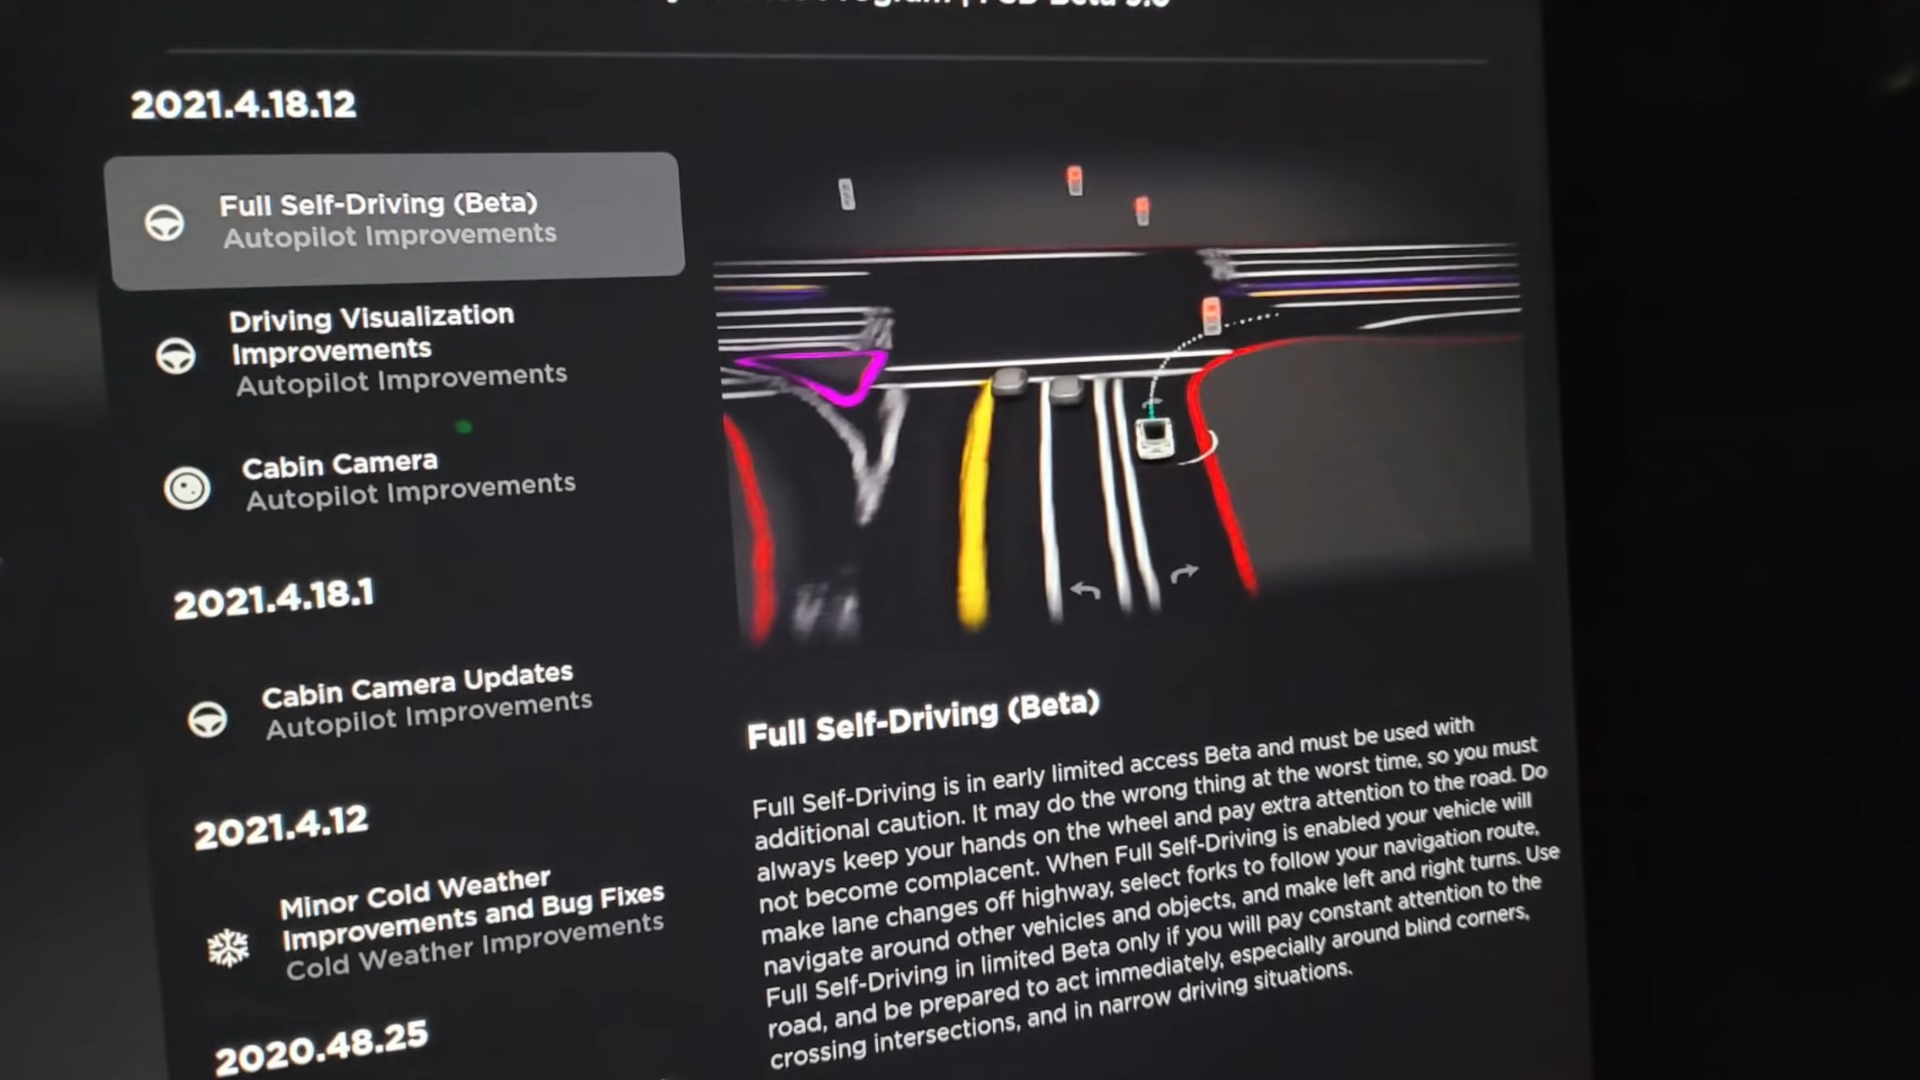 Program | FSD Beta 9.0
2021.4.18.12
Full Self-Driving (Beta)
Autopilot Improvements
Driving Visualization
Improvements
Autopilot Improvements
Cabin Camera
Autopilot Improvements
2021.4.18.1
Cabin Camera Updates
Autopilot Improvements
2021.4.12
Minor Cold Weather
Improvements and Bug Fixes
Cold Weather Improvements
2020.48.25
Full Self-Driving (Beta)
Full Self-Driving is in early limited access Beta and must be used with
additional caution. It may do the wrong thing at the worst time, so you must
always keep your hands on the wheel and pay extra attention to the road. Do
not become complacent. When Full Self-Driving is enabled your vehicle will
make lane changes off highway, select forks to follow your navigation route,
navigate around other vehicles and objects, and make left and right turns. Use
Full Self-Driving in limited Beta only if you will pay constant attention to the
road, and be prepared to act immediately, especially around blind corners,
crossing intersections, and in narrow driving situations.